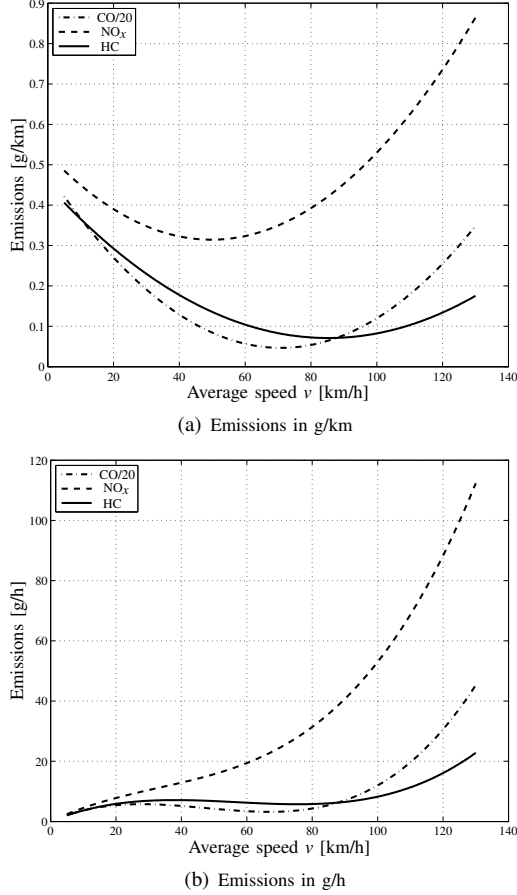 0.9
CO/20
NOx
HC
0.8
0.7
0.6
0.5
0.4
0.3
0.2
0.1
0
Emissions [g/km]
0 20 40 60 80 100 120 140
Average speed v [km/h]
(a) Emissions in g/km
120
CO/20
NOx
HC
100
80
60
40
20
0
Emissions [g/h]
0 20 40 60 80 100 120 140
Average speed v [km/h]
(b) Emissions in g/h